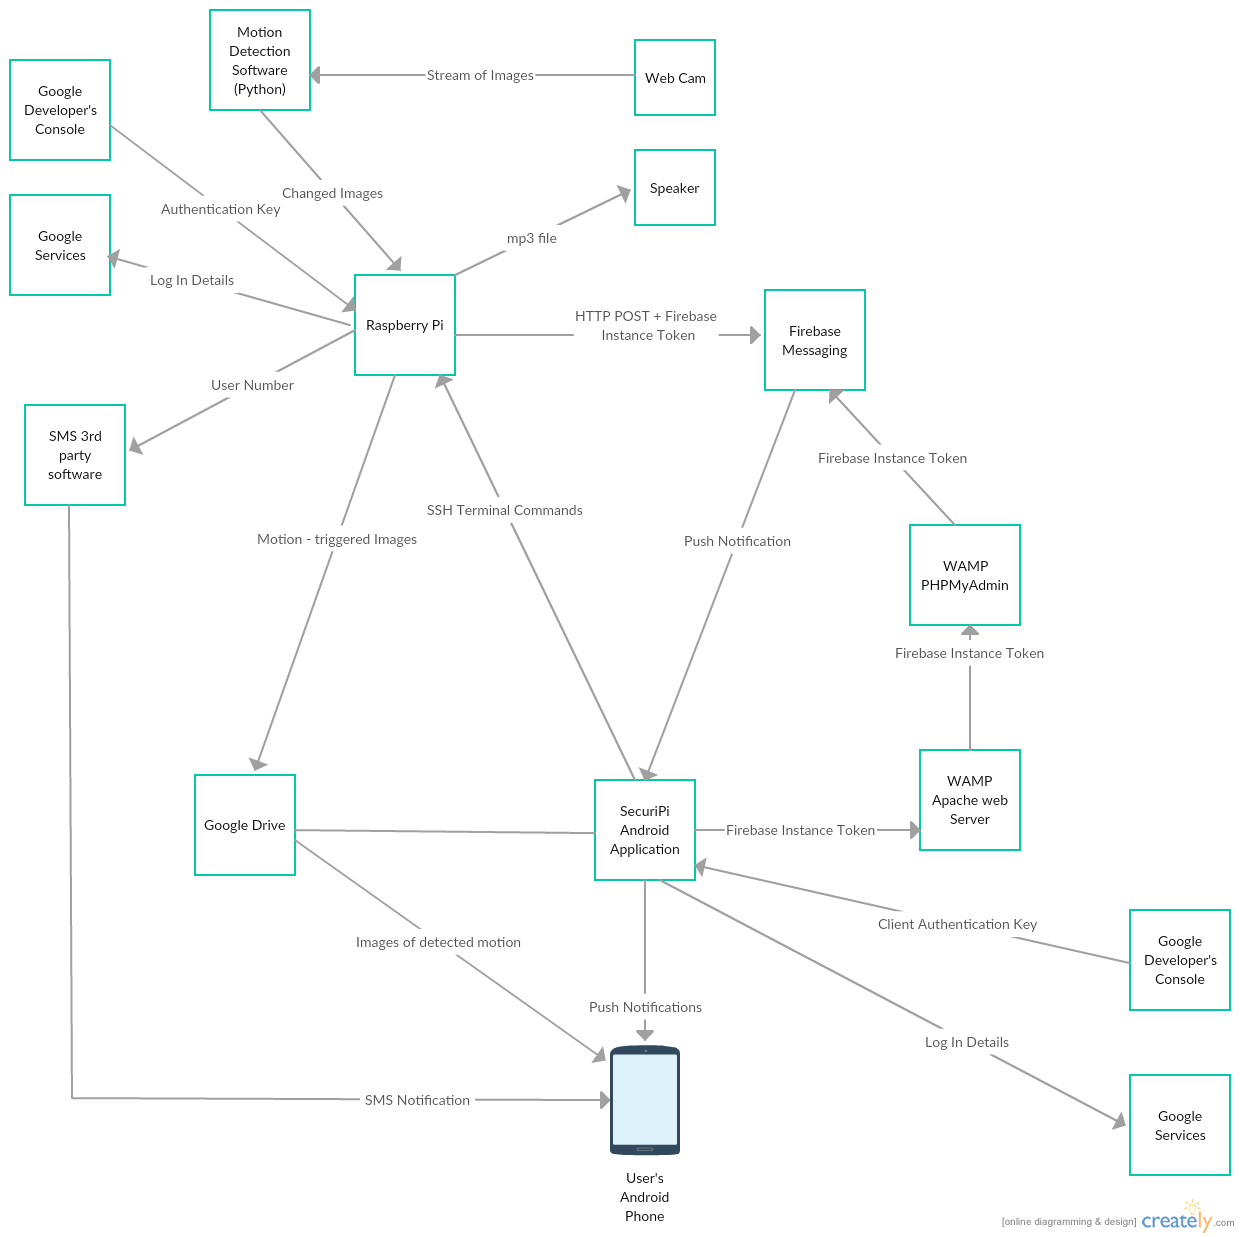 Motion
Detection
Software
(Python)
Stream of Images
Web Cam
Google
Developer's
Console
Changed Images
Speaker
Authentication Key
Google
Services
mp3 file
Log In Details
Raspberry Pi
HTTP POST + Firebase
Instance Token
Firebase
Messaging
User Number
SMS 3rd
party
software
Firebase Instance Token
SSH Terminal Commands
Motion - triggered Images
Push Notification
WAMP
PHPMyAdmin
Firebase Instance Token
Google Drive
SecuriPi
Android
Application
Firebase Instance Token
WAMP
Apache web
Server
Client Authentication Key
Images of detected motion
Google
Developer's
Console
Push Notifications
Log In Details
SMS Notification
Google
Services
User's
Android
Phone
[online diagramming & design] creately.com